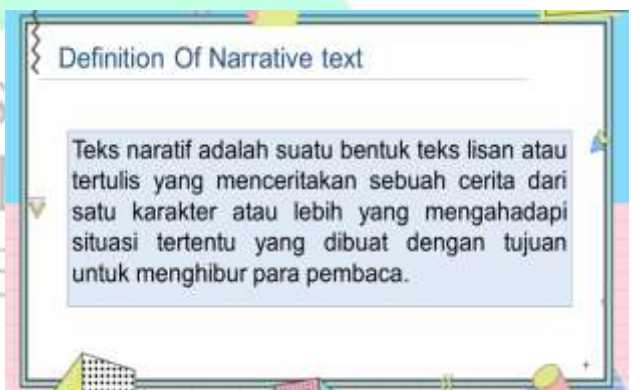 Definition Of Narrative text
Teks naratif adalah suatu bentuk teks lisan atau
tertulis yang menceritakan sebuah cerita dari
satu karakter atau lebih yang mengahadapi
situasi tertentu yang dibuat dengan tujuan
untuk menghibur para pembaca.